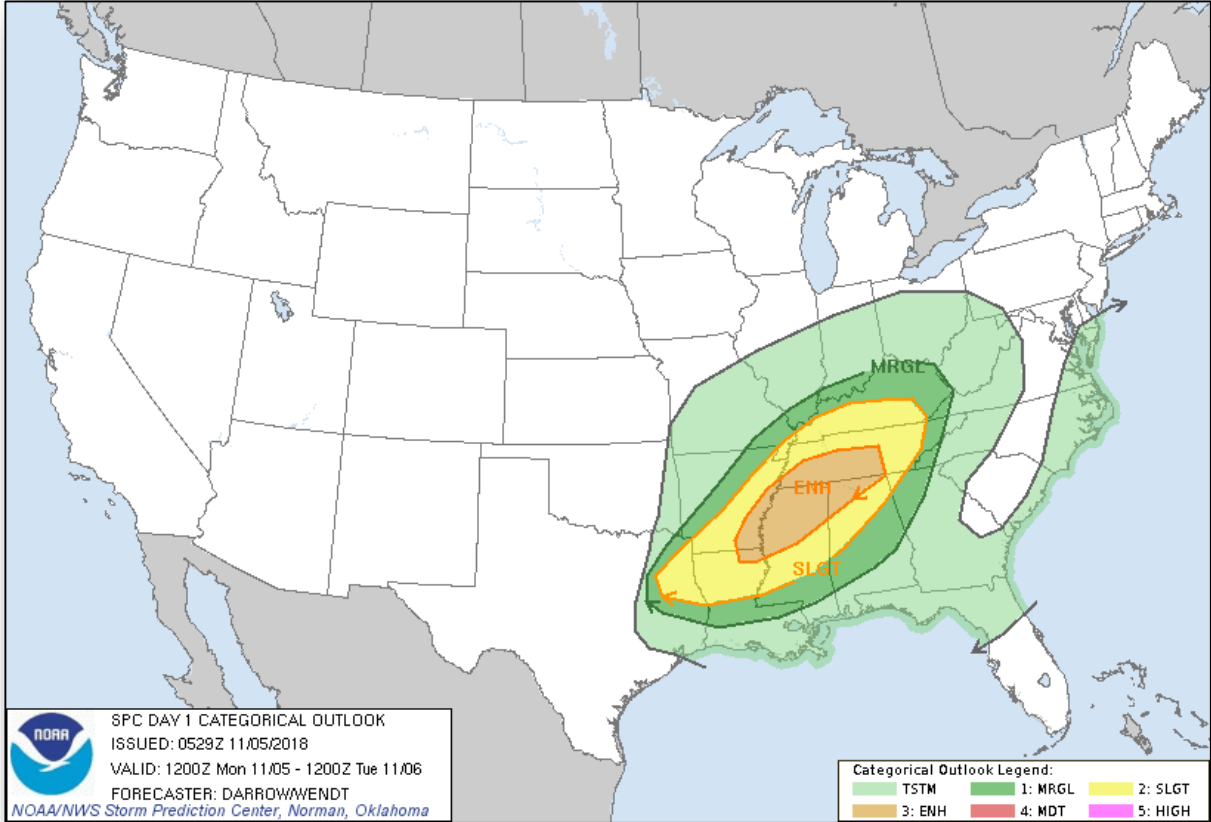 MRGL
ENH
SLGT
NOAA
SPC DAY 1 CATEGORICAL OUTLOOK
ISSUED: 0529Z 11/05/2018
VALID: 1200Z Mon 11/05 - 1200Z Tue 11/06
FORECASTER: DARROW/WENDT
NOAA/NWS Storm Prediction Center, Norman, Oklahoma
Categorical Outlook Legend:
TSTM 1: MRGL 2: SLGT
3: ENH 4: MDT 5: HIGH